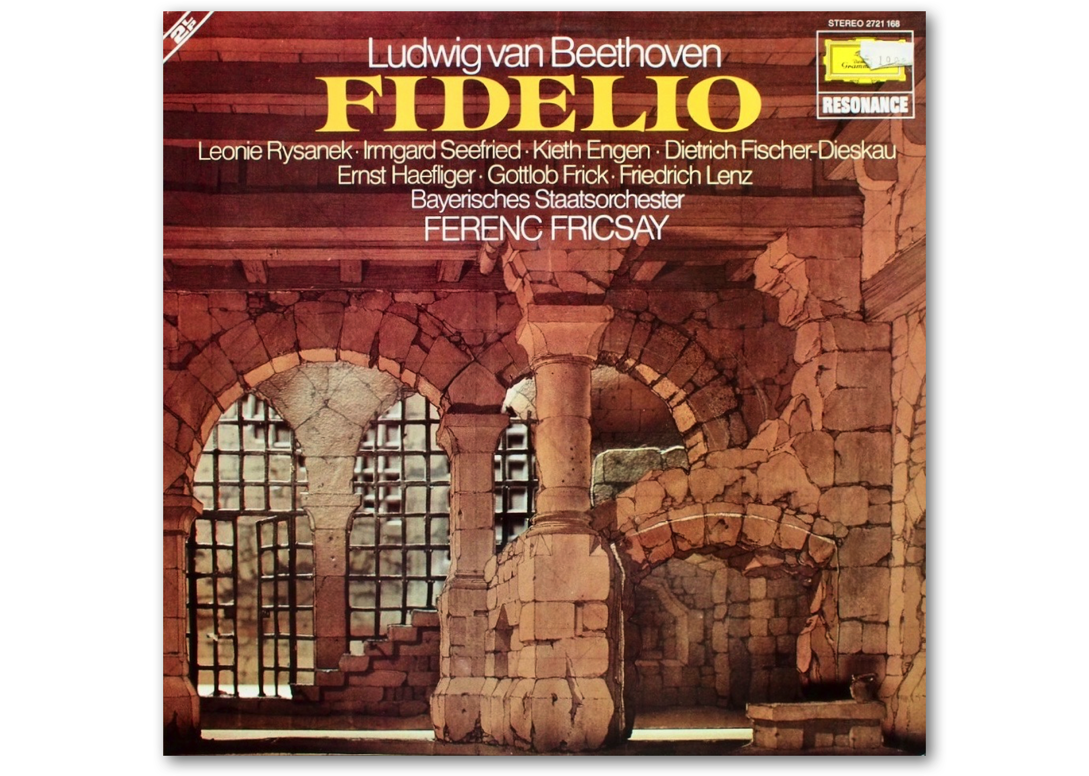 2LP
STEREO 2721 168
Ludwig van Beethoven
FIDELIO
RESONANCE
Leonie Rysanek · Irmgard Seefried · Kieth Engen · Dietrich Fischer-Dieskau
Ernst Haefliger · Gottlob Frick · Friedrich Lenz
Bayerisches Staatsorchester
FERENC FRICSAY